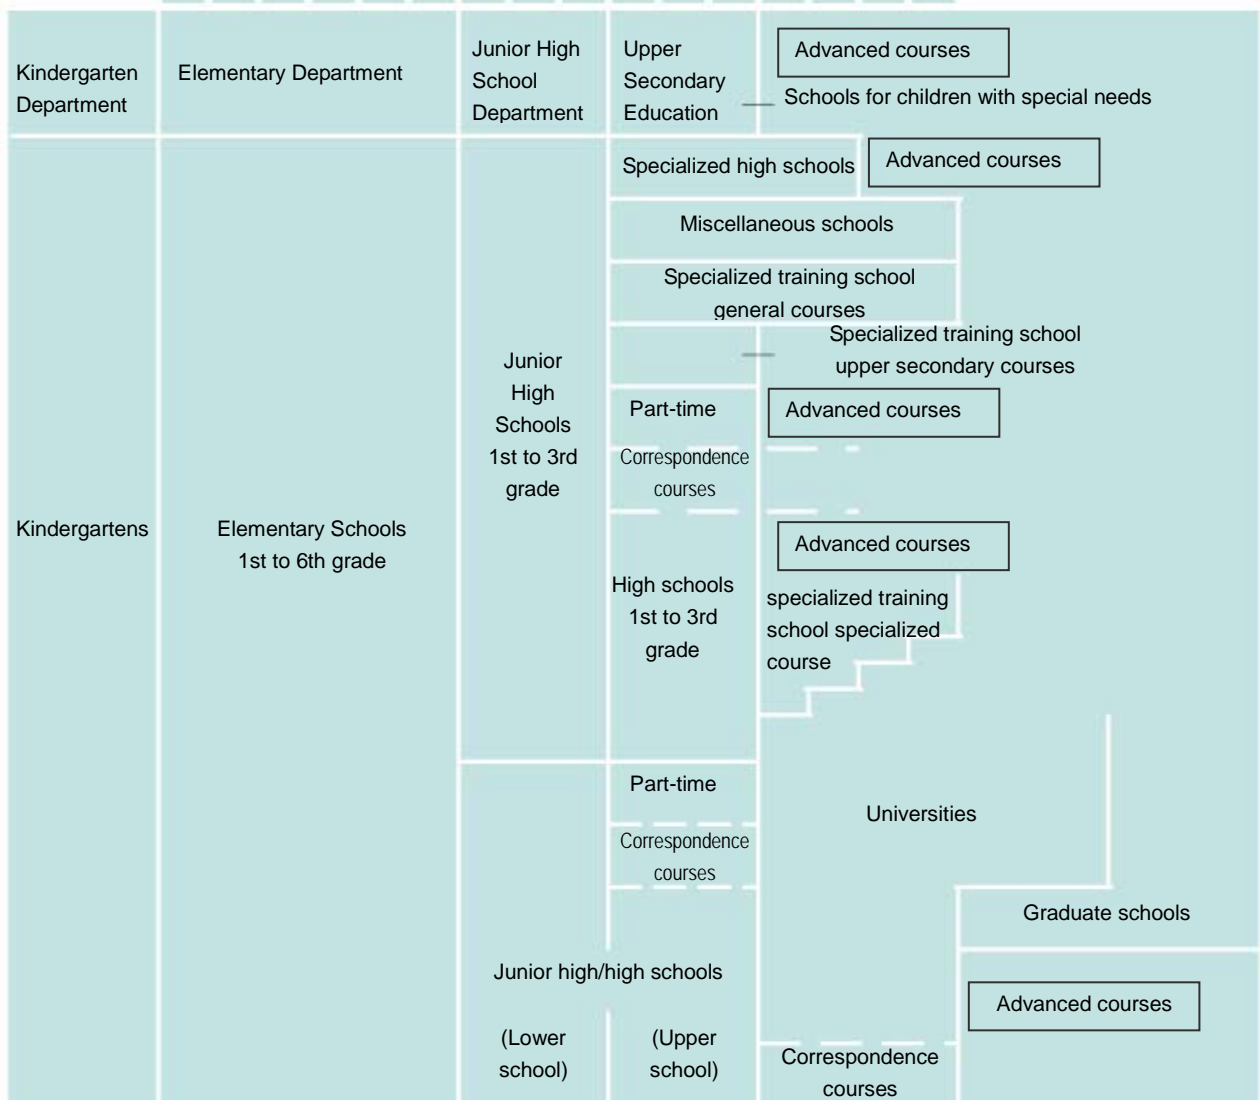 Kindergarten
Department
Elementary Department
Junior High
School
Department
Upper
Secondary
Education
Advanced courses
Schools for children with special needs
Specialized high schools
Advanced courses
Miscellaneous schools
Specialized training school
general courses
Specialized training school
upper secondary courses
Junior
High
Schools
1st to 3rd
grade
Part-time
Advanced courses
Correspondence
courses
Kindergartens
Elementary Schools
1st to 6th grade
Advanced courses
High schools
1st to 3rd
grade
specialized training
school specialized
course
Part-time
Universities
Correspondence
courses
Graduate schools
Junior high/high schools
Advanced courses
(Lower
school)
(Upper
school)
Correspondence
courses